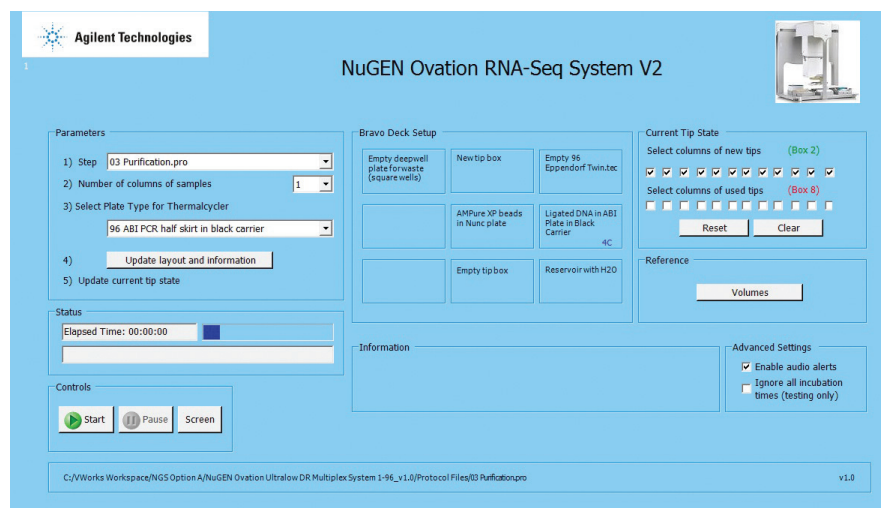 Agilent Technologies
1
NuGEN Ovation RNA-Seq System V2
Parameters
1) Step
03 Purification.pro
2) Number of columns of samples
1
3) Select Plate Type for Thermalcycler
96 ABI PCR half skirt in black carrier
4)
Update layout and information
5) Update current tip state
Status
Elapsed Time: 00:00:00
Controls
Start
Pause
Screen
Bravo Deck Setup
Empty deepwell
plate forwaste
(square wells)
New tip box
Empty 96
Eppendorf Twin.tec
AMPure XP beads
in Nunc plate
Ligated DNA in ABI
Plate in Black
Carrier
4C
Empty tip box
Reservoir with H2O
Information
Current Tip State
Select columns of new tips
(Box 2)
Select columns of used tips
(Box 8)
Reset
Clear
Reference
Volumes
Advanced Settings
Enable audio alerts
Ignore all incubation
times (testing only)
C:/VWorks Workspace/NGS Option A/NuGEN Ovation Ultralow DR Multiplex System 1-96_v1.0/Protocol Files/03 Purification.pro
v1.0